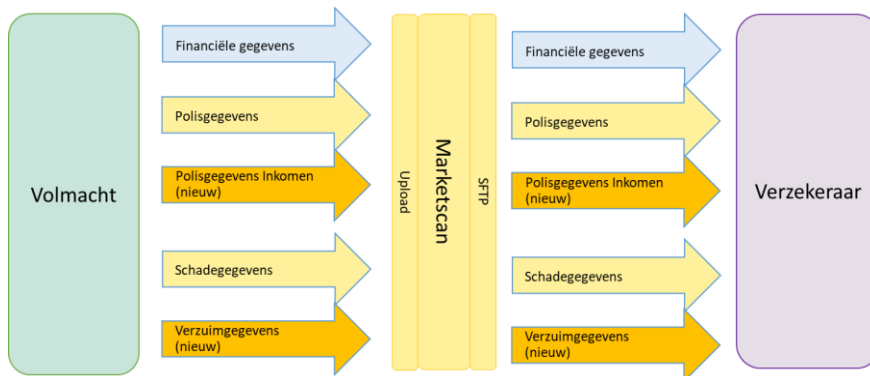 Volmacht
Financiële gegevens
Polisgegevens
Polisgegevens Inkomen
(nieuw)
Schadegegevens
Verzuimgegevens
(nieuw)
Upload
Marketscan
SFTP
Financiële gegevens
Polisgegevens
Polisgegevens Inkomen
(nieuw)
Schadegegevens
Verzuimgegevens
(nieuw)
Verzekeraar